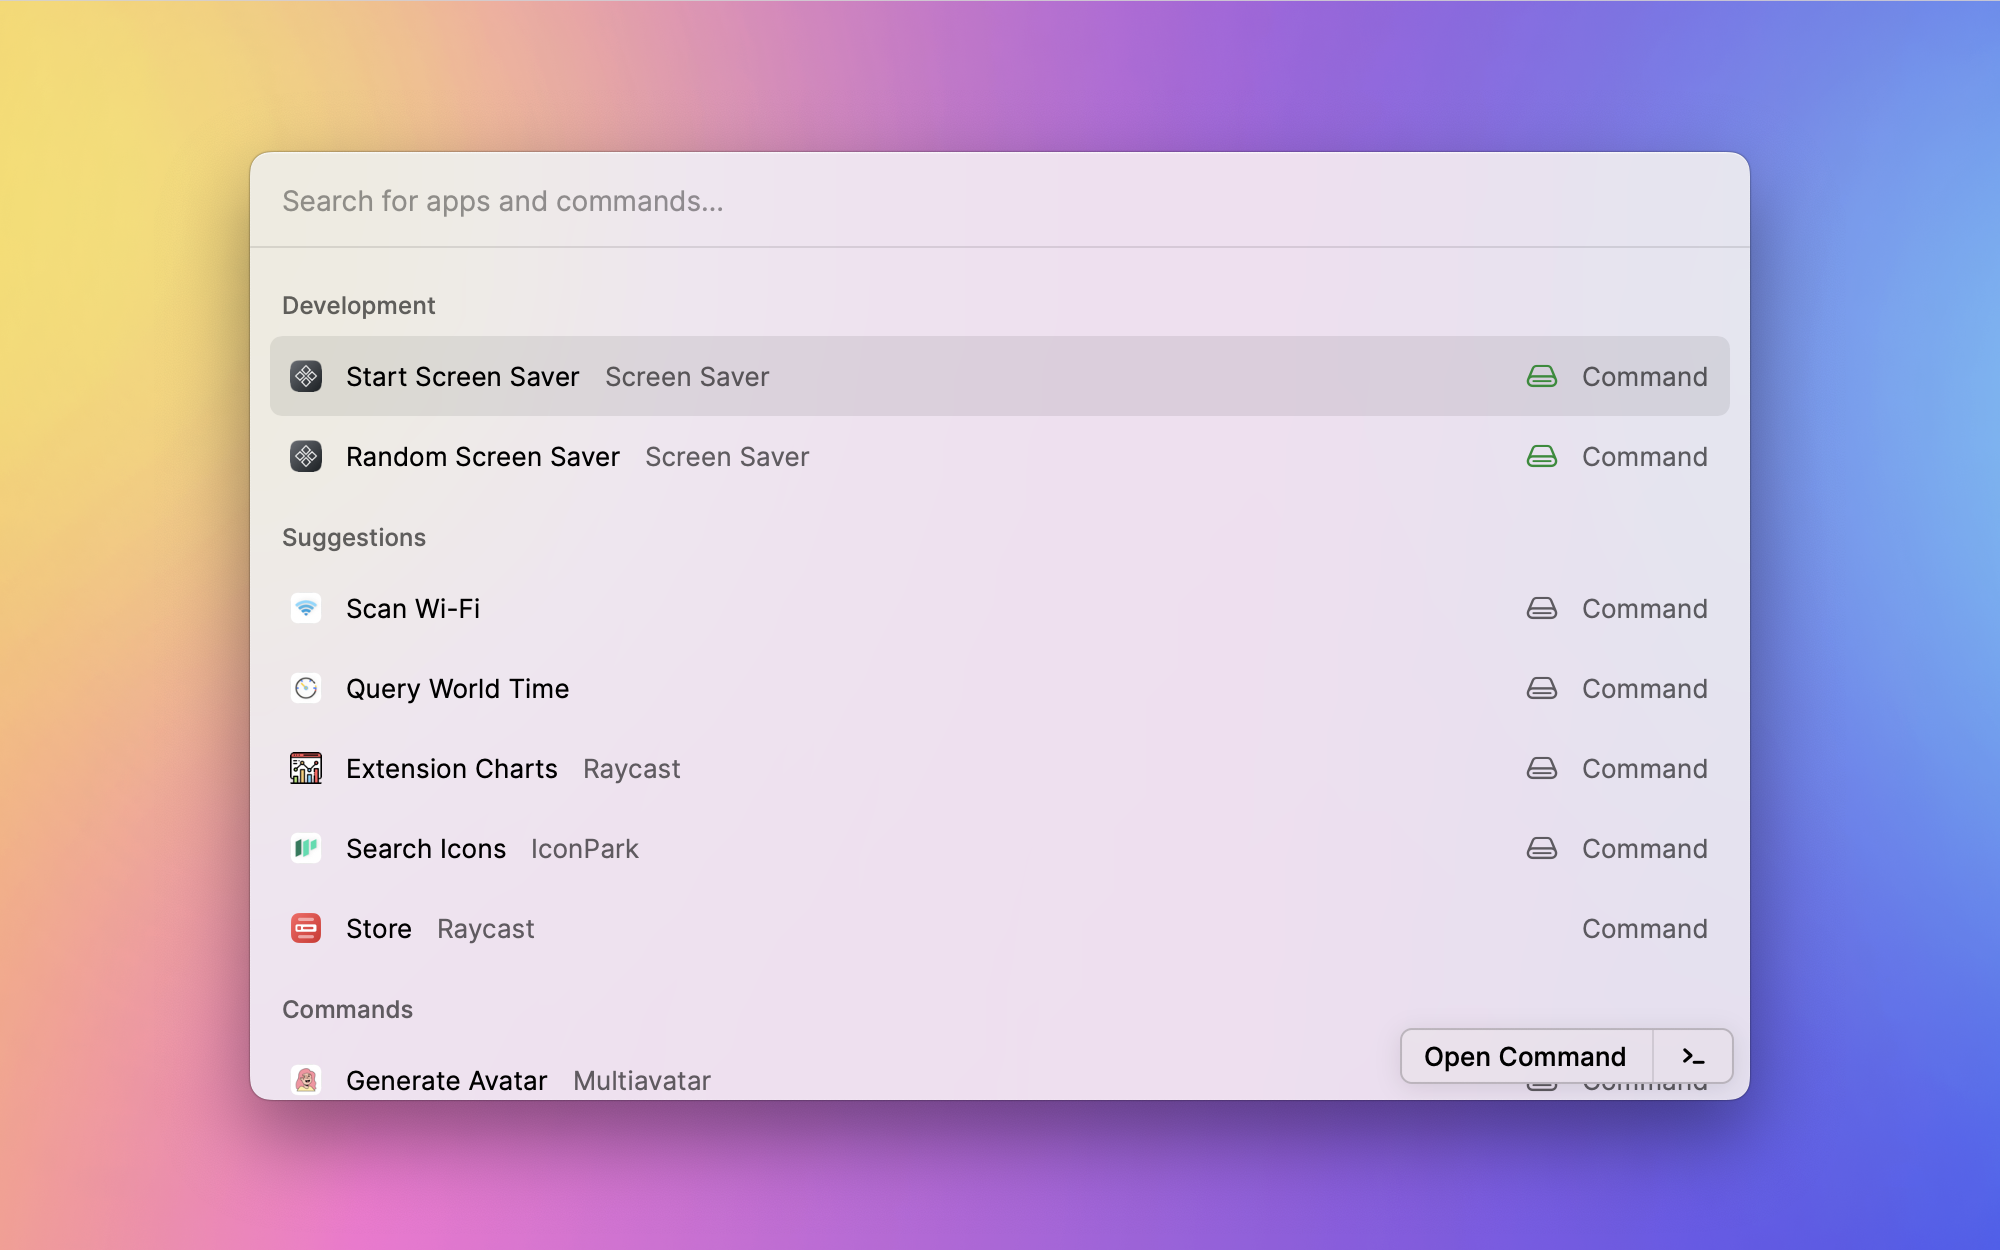 Search for apps and commands...
Development
Start Screen Saver Screen Saver Command
Random Screen Saver Screen Saver Command
Suggestions
Scan Wi-Fi Command
Query World Time Command
Extension Charts Raycast Command
Search Icons IconPark Command
Store Raycast Command
Commands
Open Command >_
Generate Avatar Multiavatar Command